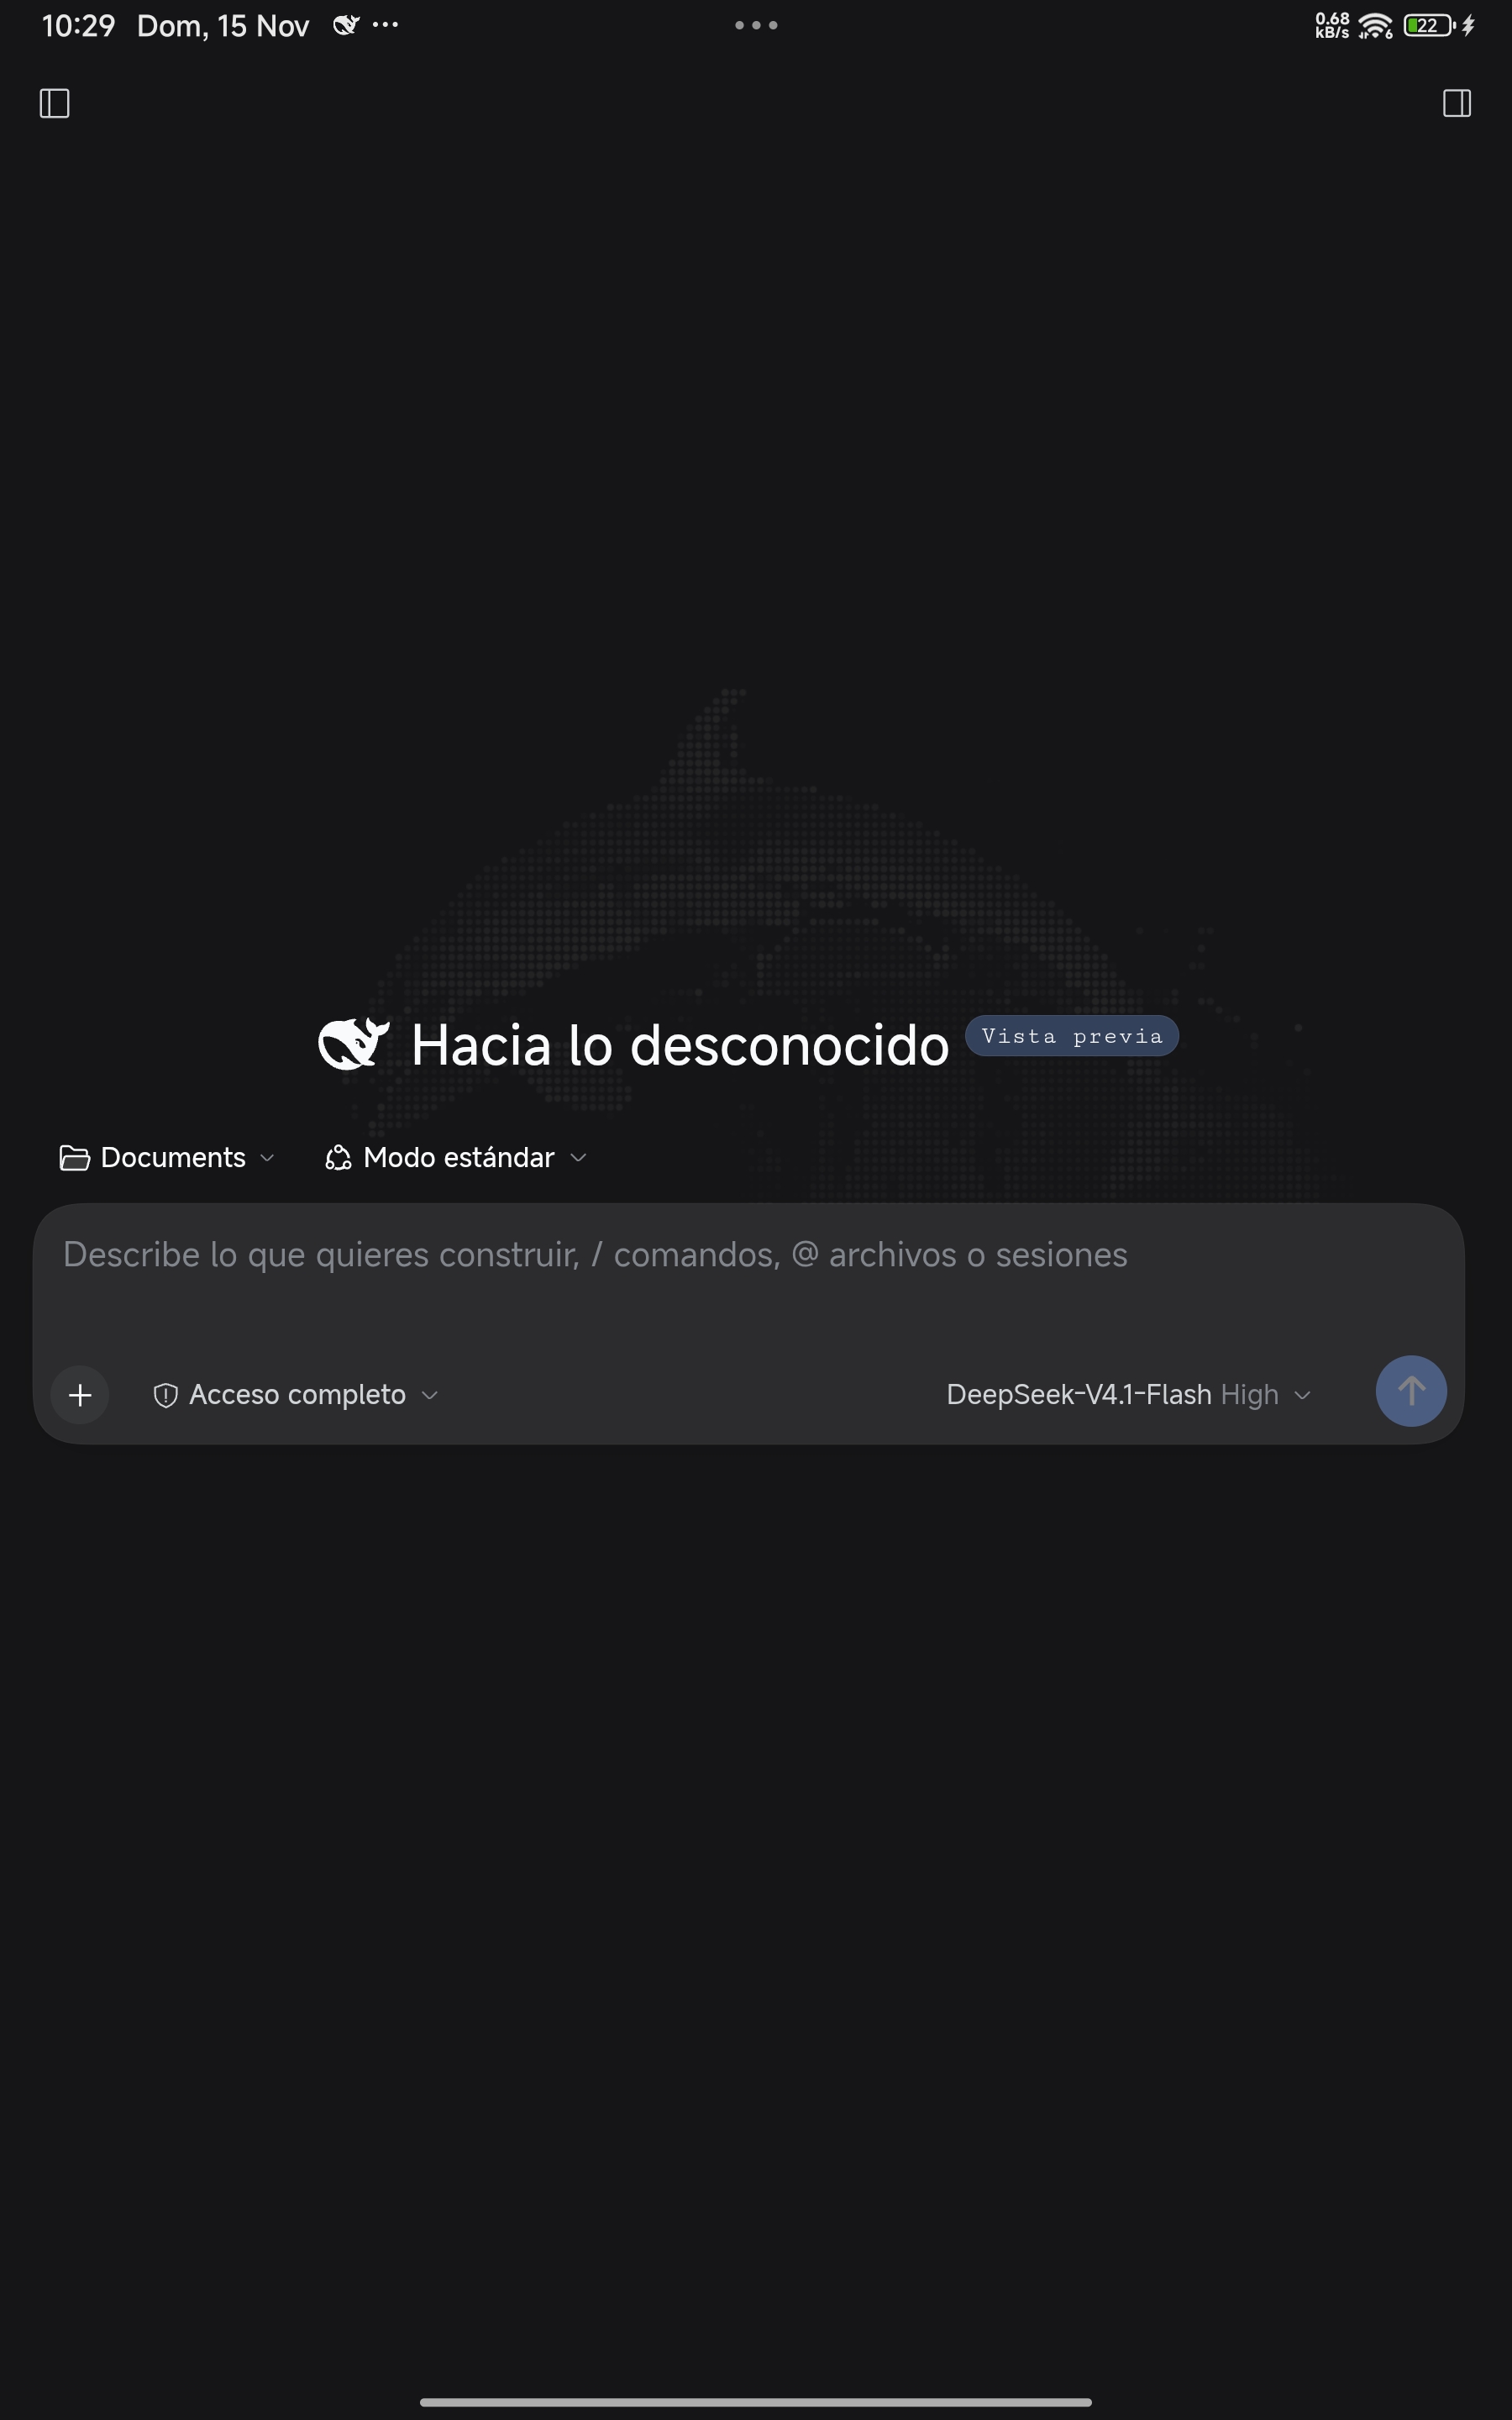 10:29 Dom, 15 Nov
0.68
kB/s
6
22
Hacia lo desconocido
Vista previa
Documents
Modo estándar
Describe lo que quieres construir, / comandos, @ archivos o sesiones
Acceso completo
DeepSeek-V4.1-Flash High